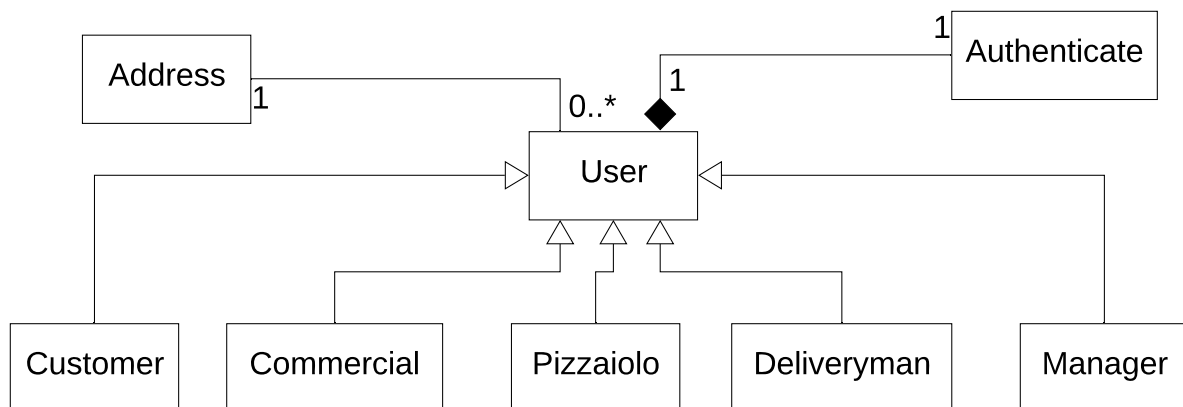 1
Authenticate
Address
1
1
0..*
User
Customer
Commercial
Pizzaiolo
Deliveryman
Manager